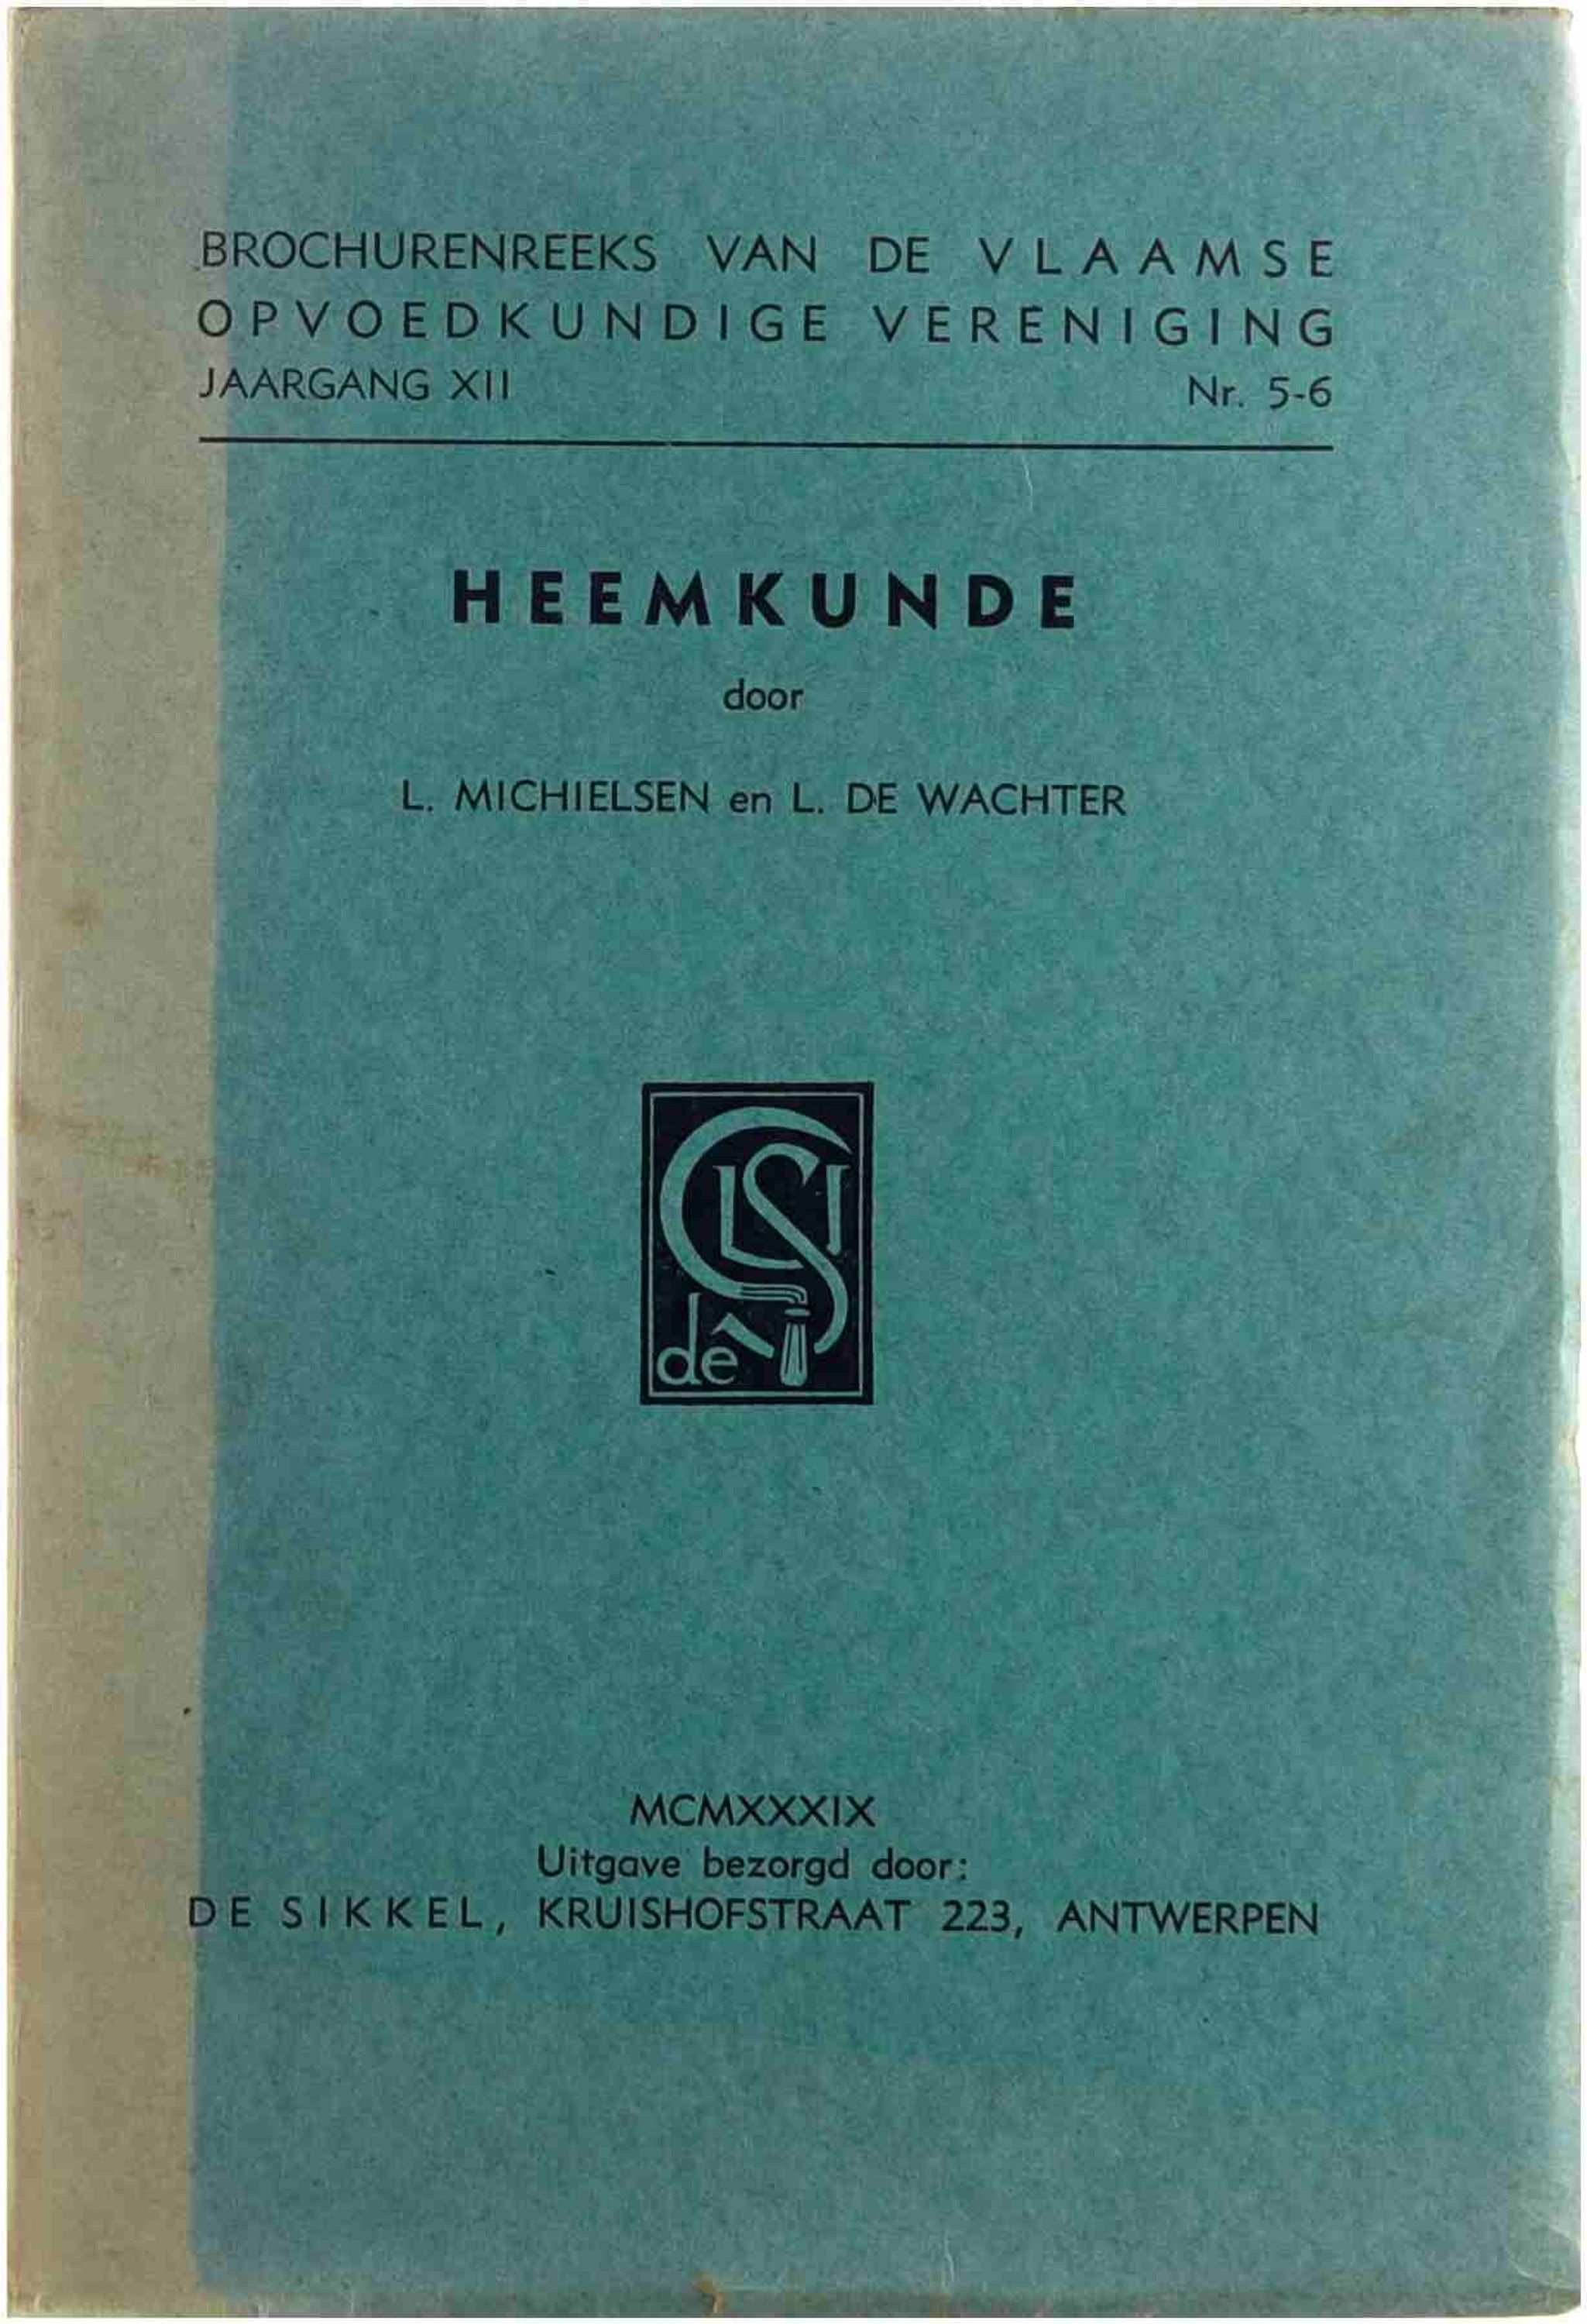 BROCHURENREEKS VAN DE VLAAMSE
OPVOEDKUNDIGE VERENIGING
JAARGANG XII Nr. 5-6
HEEMKUNDE
door
L. MICHIELSEN en L. DE WACHTER
de
MCMXXXIX
Uitgave bezorgd door:
DE SIKKEL, KRUISHOFSTRAAT 223, ANTWERPEN